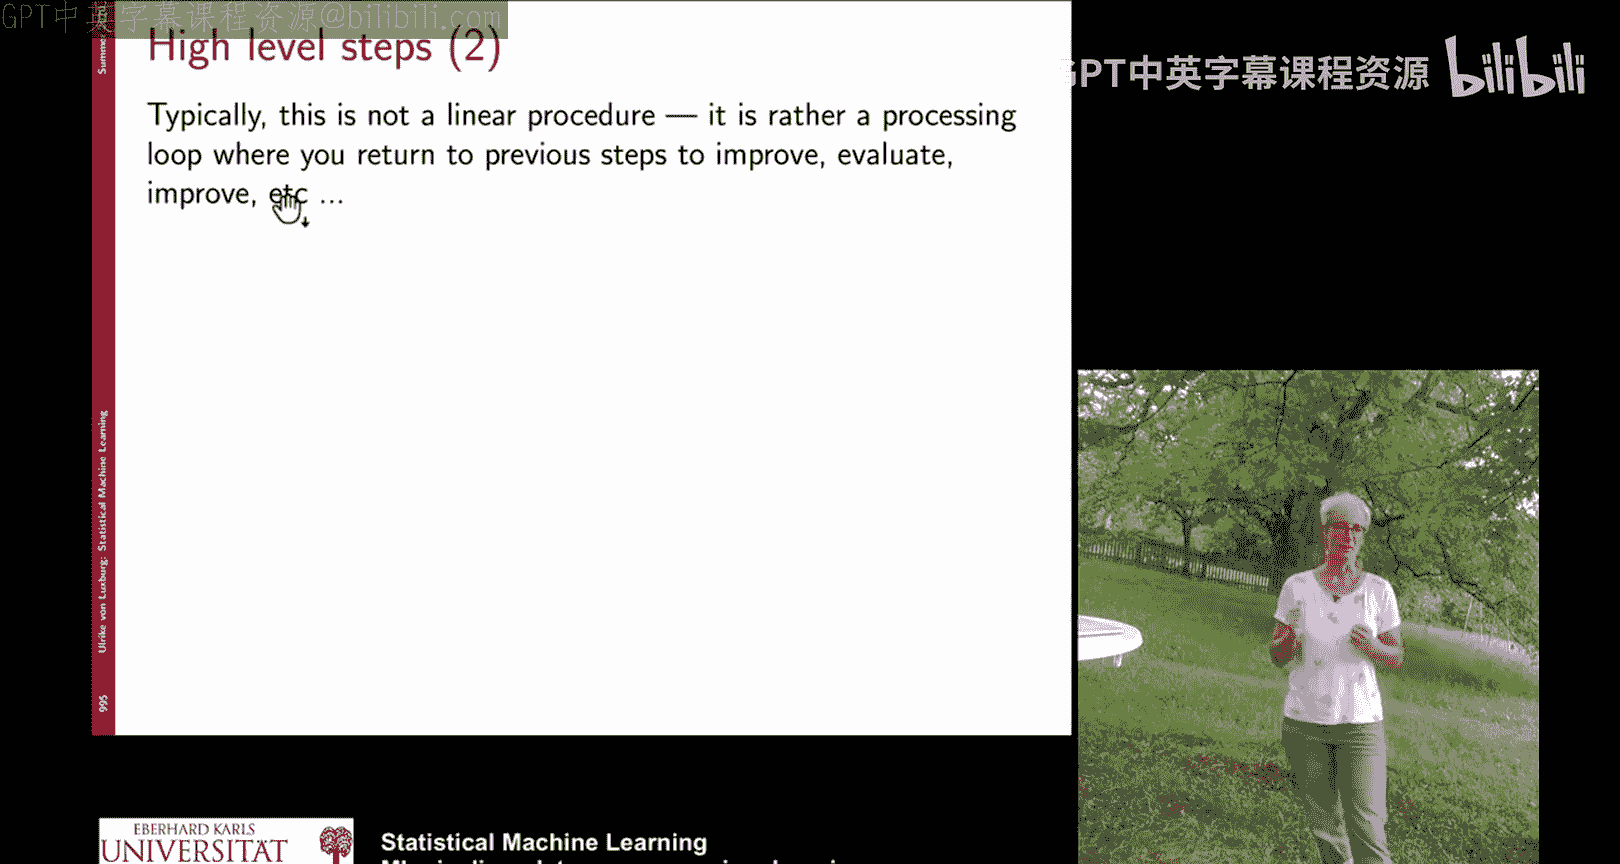 GPT中英字幕课程资源@bilibili.com
High level steps (2)
Typically, this is not a linear procedure — it is rather a processing
loop where you return to previous steps to improve, evaluate,
improve, etc ...
GPT中英字幕课程资源 bilibili
Ulrike von Luxburg: Statistical Machine Learning
995
EBERHARD KARLS
UNIVERSITÄT
Statistical Machine Learning